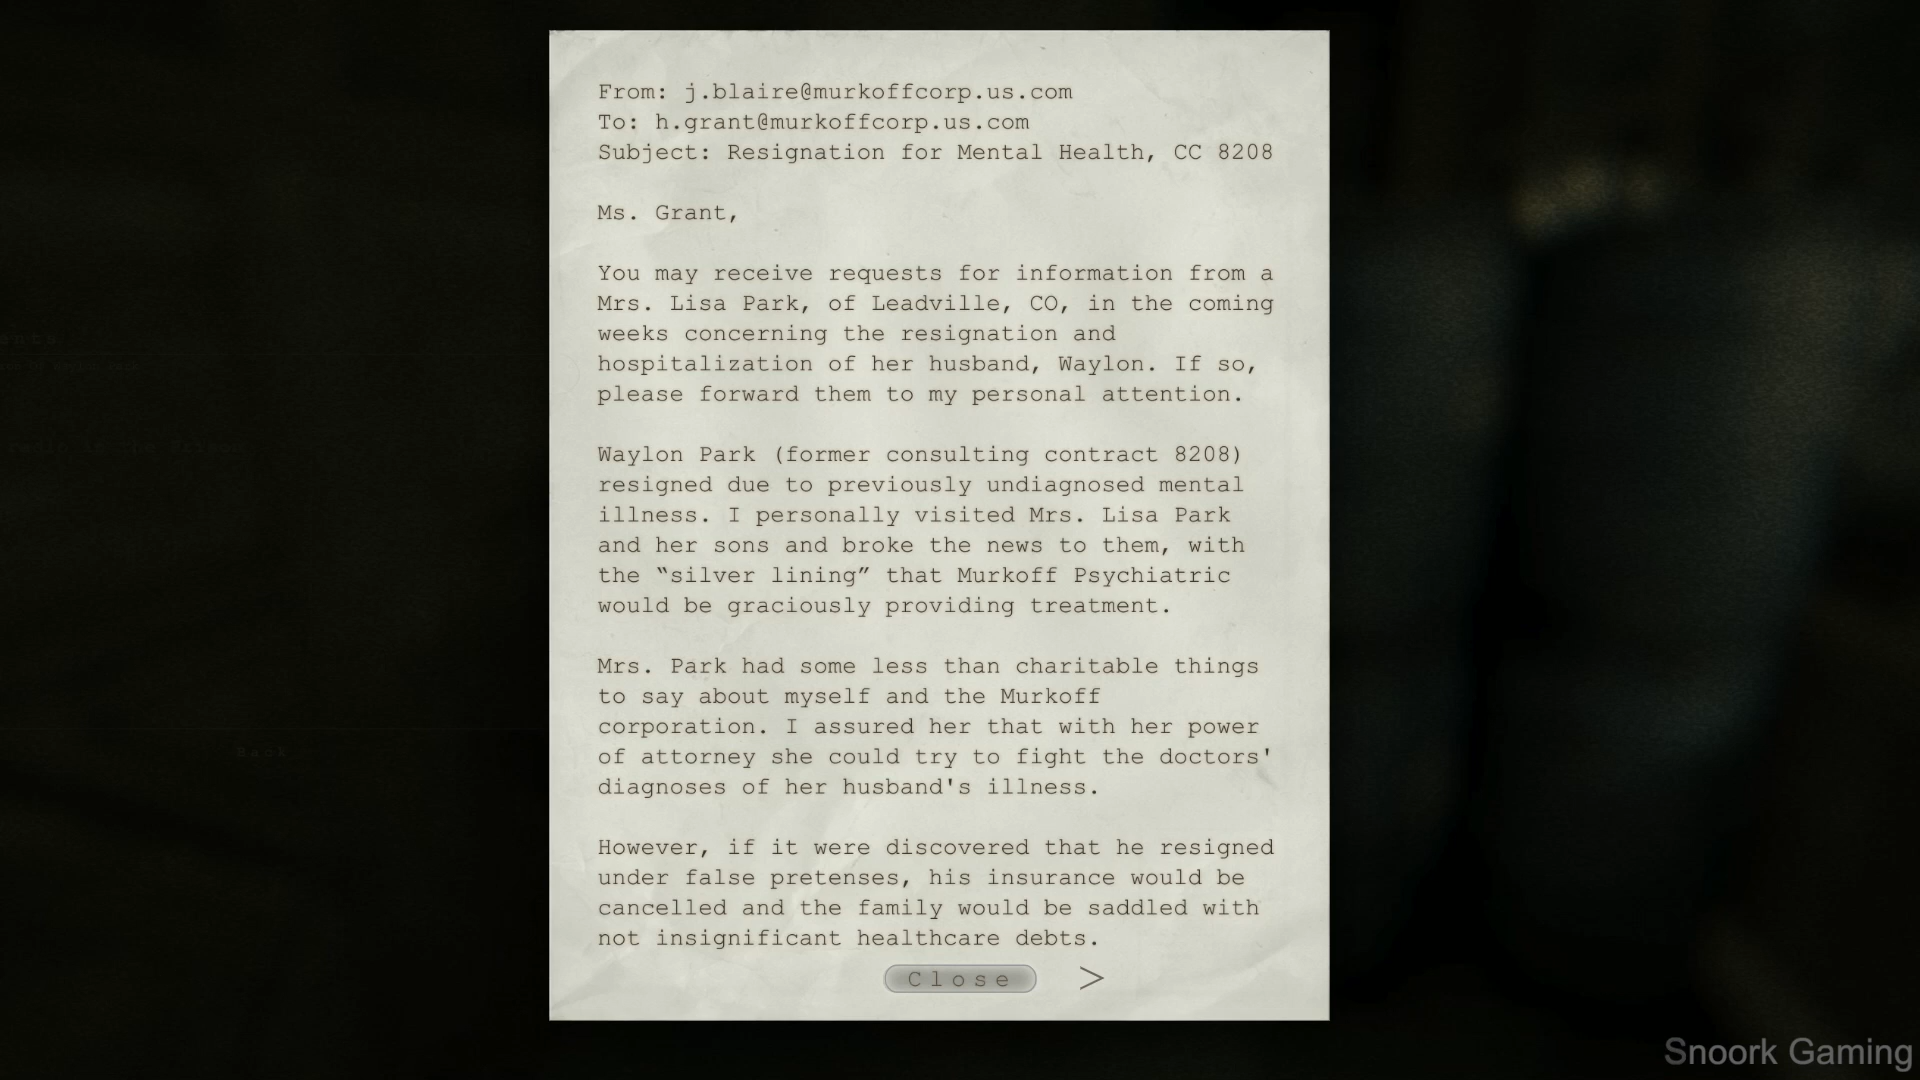 From: j.blaire@murkoffcorp.us.com
To: h.grant@murkoffcorp.us.com
Subject: Resignation for Mental Health, CC 8208
Ms. Grant,
You may receive requests for information from a
Mrs. Lisa Park, of Leadville, CO, in the coming
weeks concerning the resignation and
hospitalization of her husband, Waylon. If so,
please forward them to my personal attention.
Waylon Park (former consulting contract 8208)
resigned due to previously undiagnosed mental
illness. I personally visited Mrs. Lisa Park
and her sons and broke the news to them, with
the “silver lining” that Murkoff Psychiatric
would be graciously providing treatment.
Mrs. Park had some less than charitable things
to say about myself and the Murkoff
corporation. I assured her that with her power
of attorney she could try to fight the doctors'
diagnoses of her husband's illness.
However, if it were discovered that he resigned
under false pretenses, his insurance would be
cancelled and the family would be saddled with
not insignificant healthcare debts.
Close >
Back
Snoork Gaming